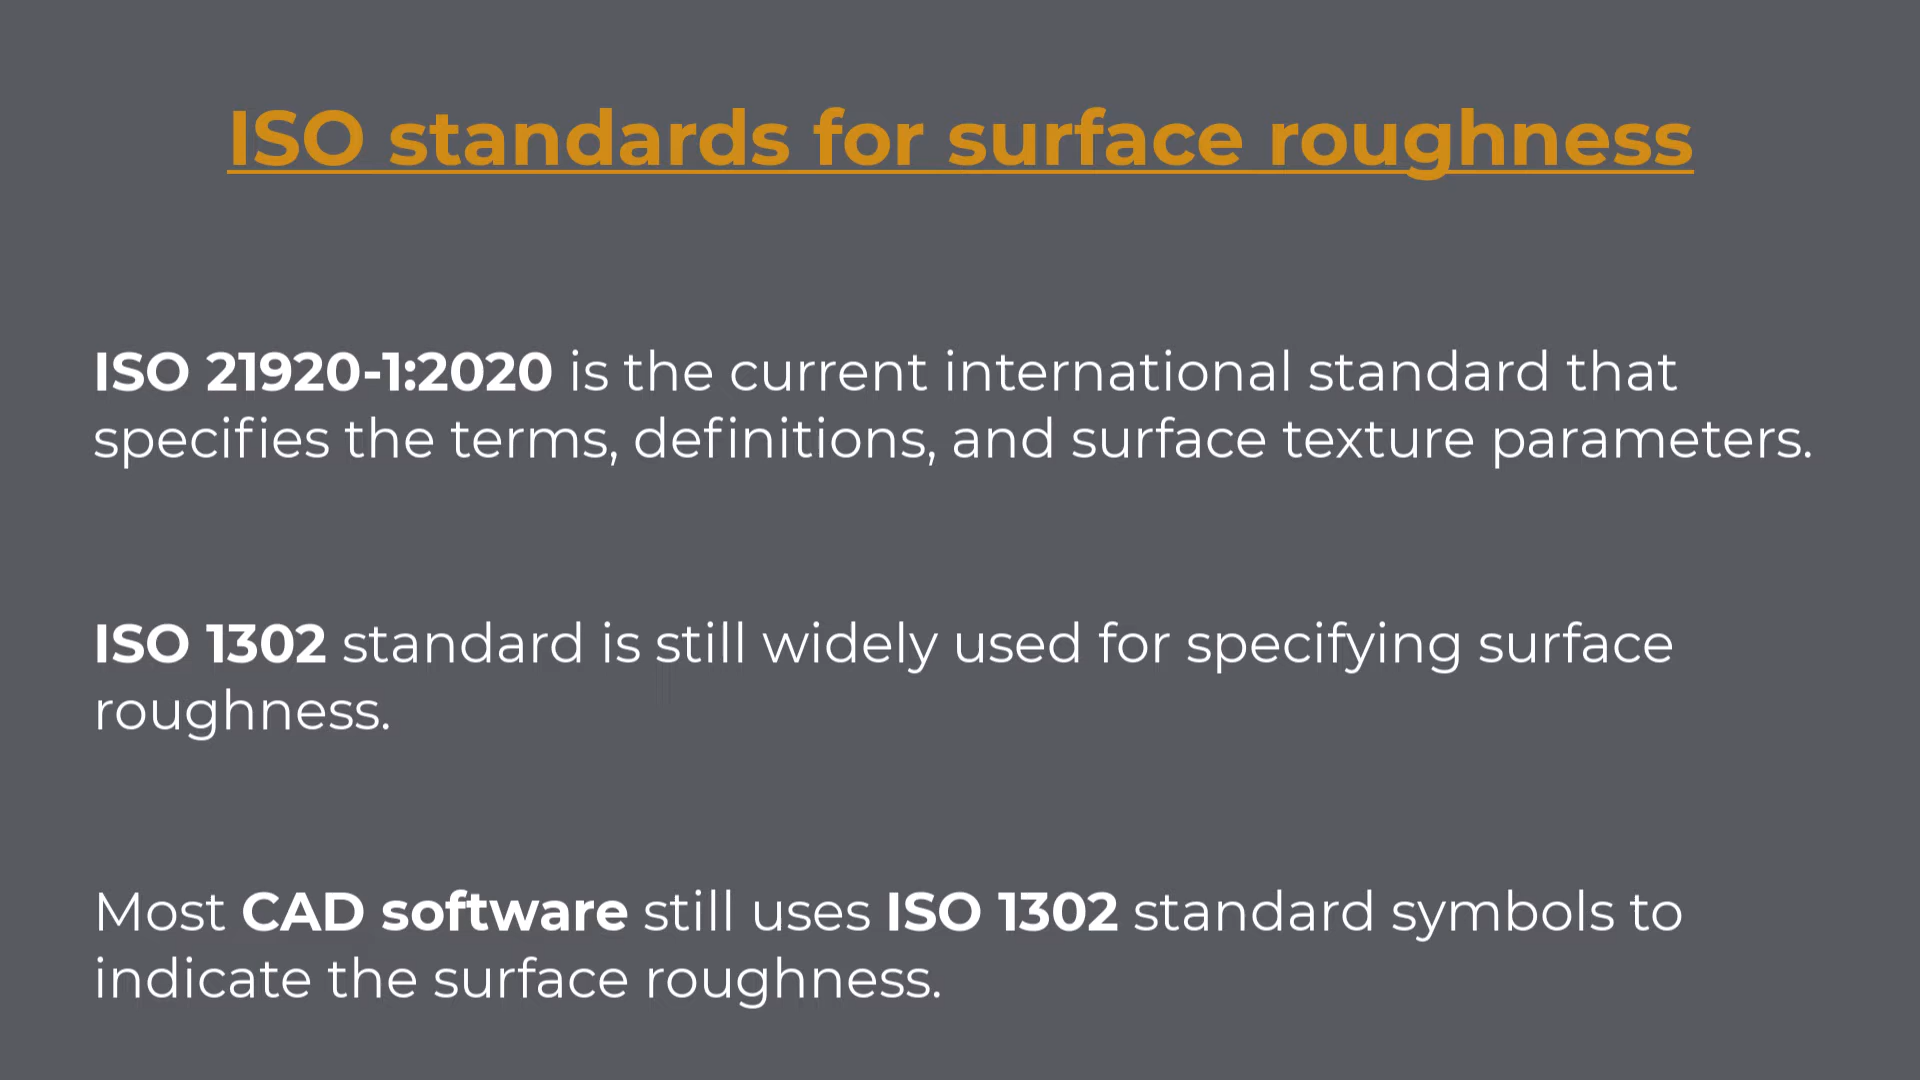 ISO standards for surface roughness
ISO 21920-1:2020 is the current international standard that
specifies the terms, definitions, and surface texture parameters.
ISO 1302 standard is still widely used for specifying surface
roughness.
Most CAD software still uses ISO 1302 standard symbols to
indicate the surface roughness.